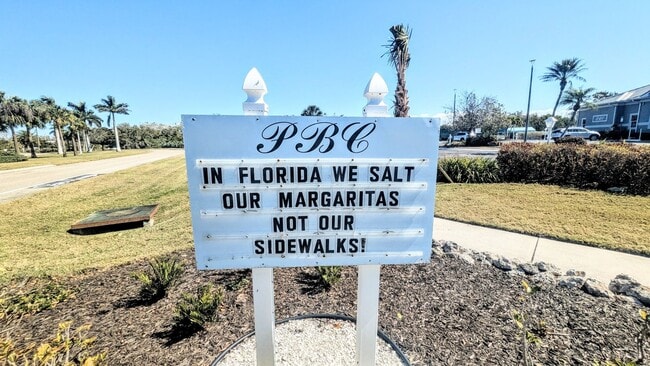 PBC
IN FLORIDA WE SALT
OUR MARGARITAS
NOT OUR
SIDEWALKS!